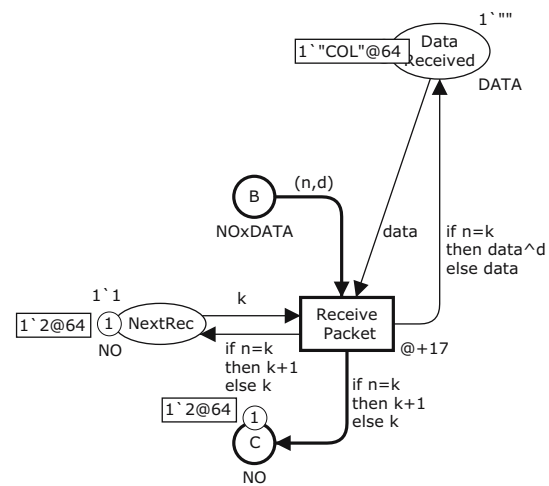 1`""
1`"COL"@64
Data
Received
DATA
(n,d)
B
NOxDATA
data
if n=k
then data^d
else data
1`1
k
1`2@64
1
NextRec
NO
Receive
Packet
@+17
if n=k
then k+1
else k
if n=k
then k+1
else k
1`2@64
1
C
NO